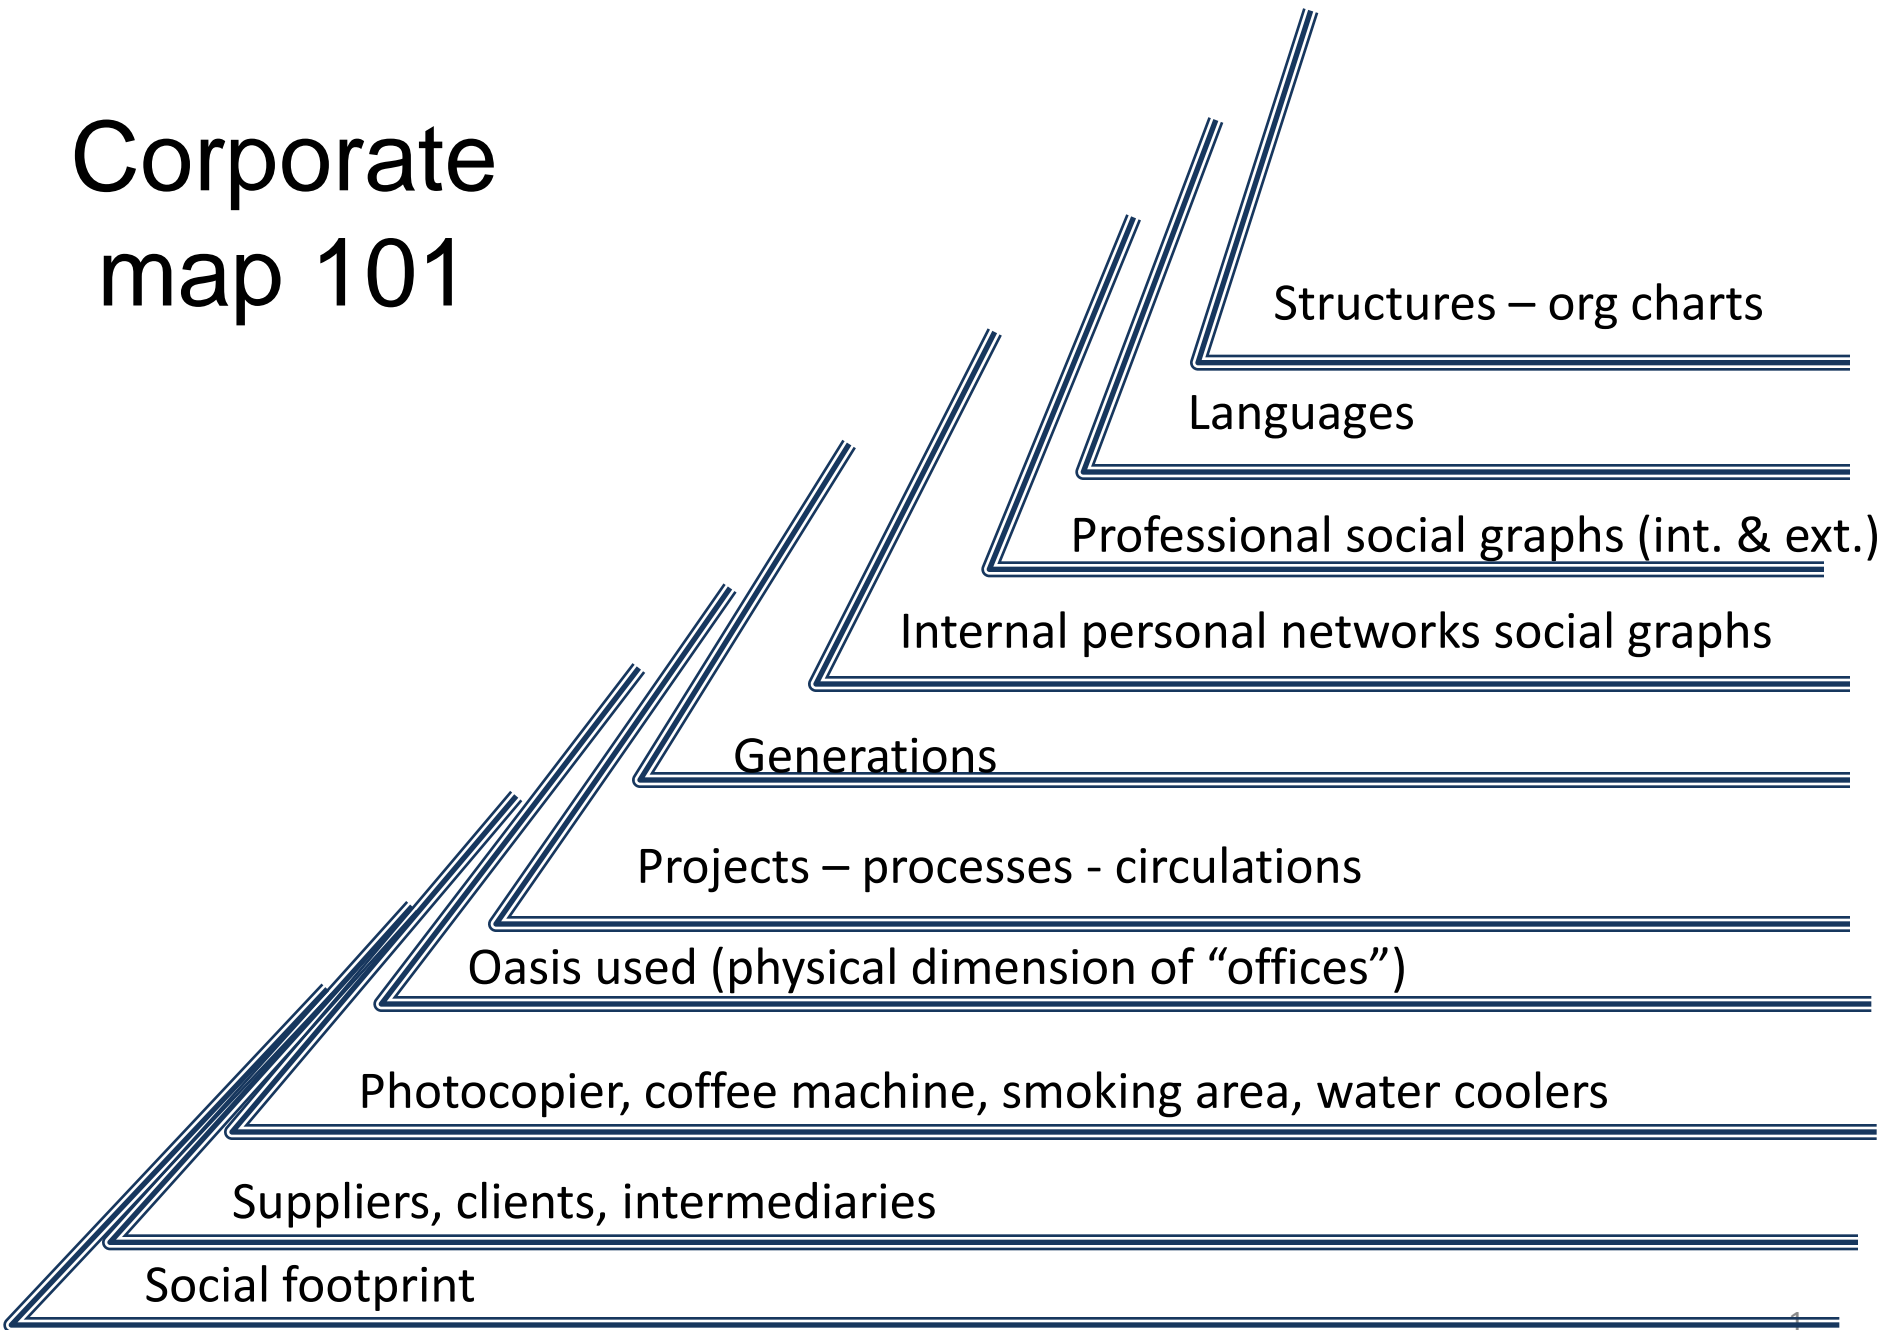 Corporate
map 101
Structures – org charts
Languages
Professional social graphs (int. & ext.)
Internal personal networks social graphs
Generations
Projects – processes - circulations
Oasis used (physical dimension of “offices”)
Photocopier, coffee machine, smoking area, water coolers
Suppliers, clients, intermediaries
Social footprint
1